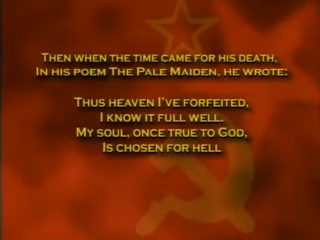 Then when the time came for his death,
In his poem The Pale Maiden, he wrote:
Thus heaven I've forfeited,
I know it full well.
My soul, once true to God,
Is chosen for hell